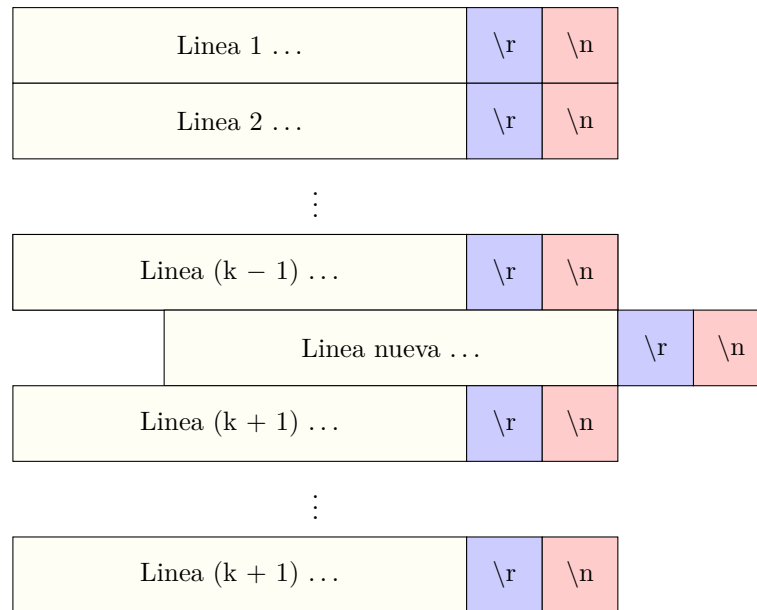 Linea 1 … \r \n
Linea 2 … \r \n
⋮
Linea (k − 1) … \r \n
Linea nueva … \r \n
Linea (k + 1) … \r \n
⋮
Linea (k + 1) … \r \n